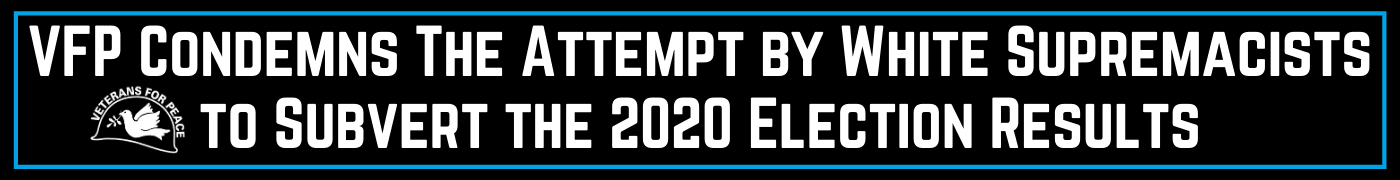 VFP Condemns The Attempt by White Supremacists
VETERANS FOR PEACE
to Subvert the 2020 Election Results